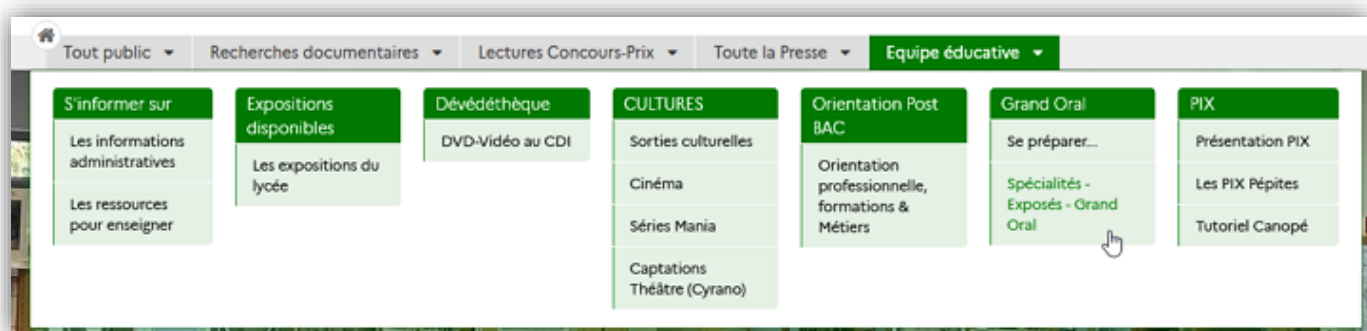 Tout public
Recherches documentaires
Lectures Concours-Prix
Toute la Presse
Equipe éducative
S'informer sur
Les informations
administratives
Les ressources
pour enseigner
Expositions
disponibles
Les expositions du
lycée
Dévédéthèque
DVD-Vidéo au CDI
CULTURES
Sorties culturelles
Cinéma
Séries Mania
Captations
Théâtre (Cyrano)
Orientation Post
BAC
Orientation
professionnelle,
formations &
Métiers
Grand Oral
Se préparer...
Spécialités -
Exposés - Grand
Oral
PIX
Présentation PIX
Les PIX Pépites
Tutoriel Canopé